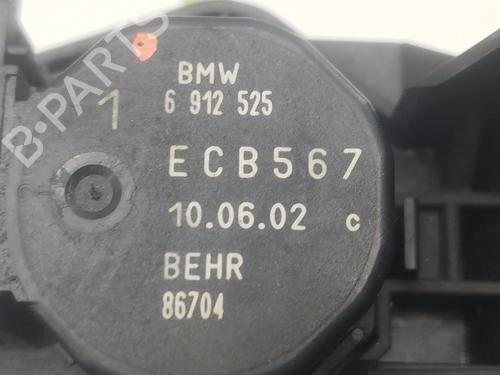 B-PARTS
BMW
1
6 912 525
ECB567
10.06.02 c
BEHR
86704